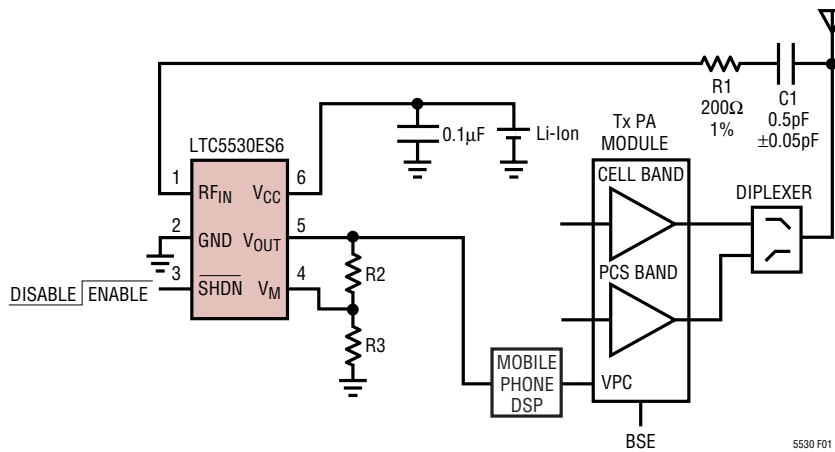 R1
200Ω
1%
C1
0.5pF
±0.05pF
0.1µF
Li-Ion
LTC5530ES6
1
RFIN
VCC
6
2
GND
VOUT
5
3
SHDN
VM
4
DISABLE ENABLE
R2
R3
Tx PA
MODULE
CELL BAND
PCS BAND
VPC
BSE
DIPLEXER
MOBILE
PHONE
DSP
5530 F01